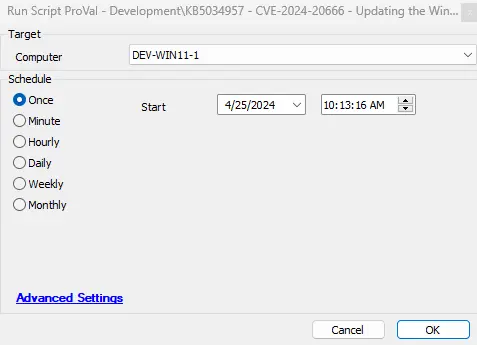 Run Script ProVal - Development\KB5034957 - CVE-2024-20666 - Updating the Win...
Target
Computer DEV-WIN11-1
Schedule
Once Start 4/25/2024 10:13:16 AM
Minute
Hourly
Daily
Weekly
Monthly
Advanced Settings
Cancel OK